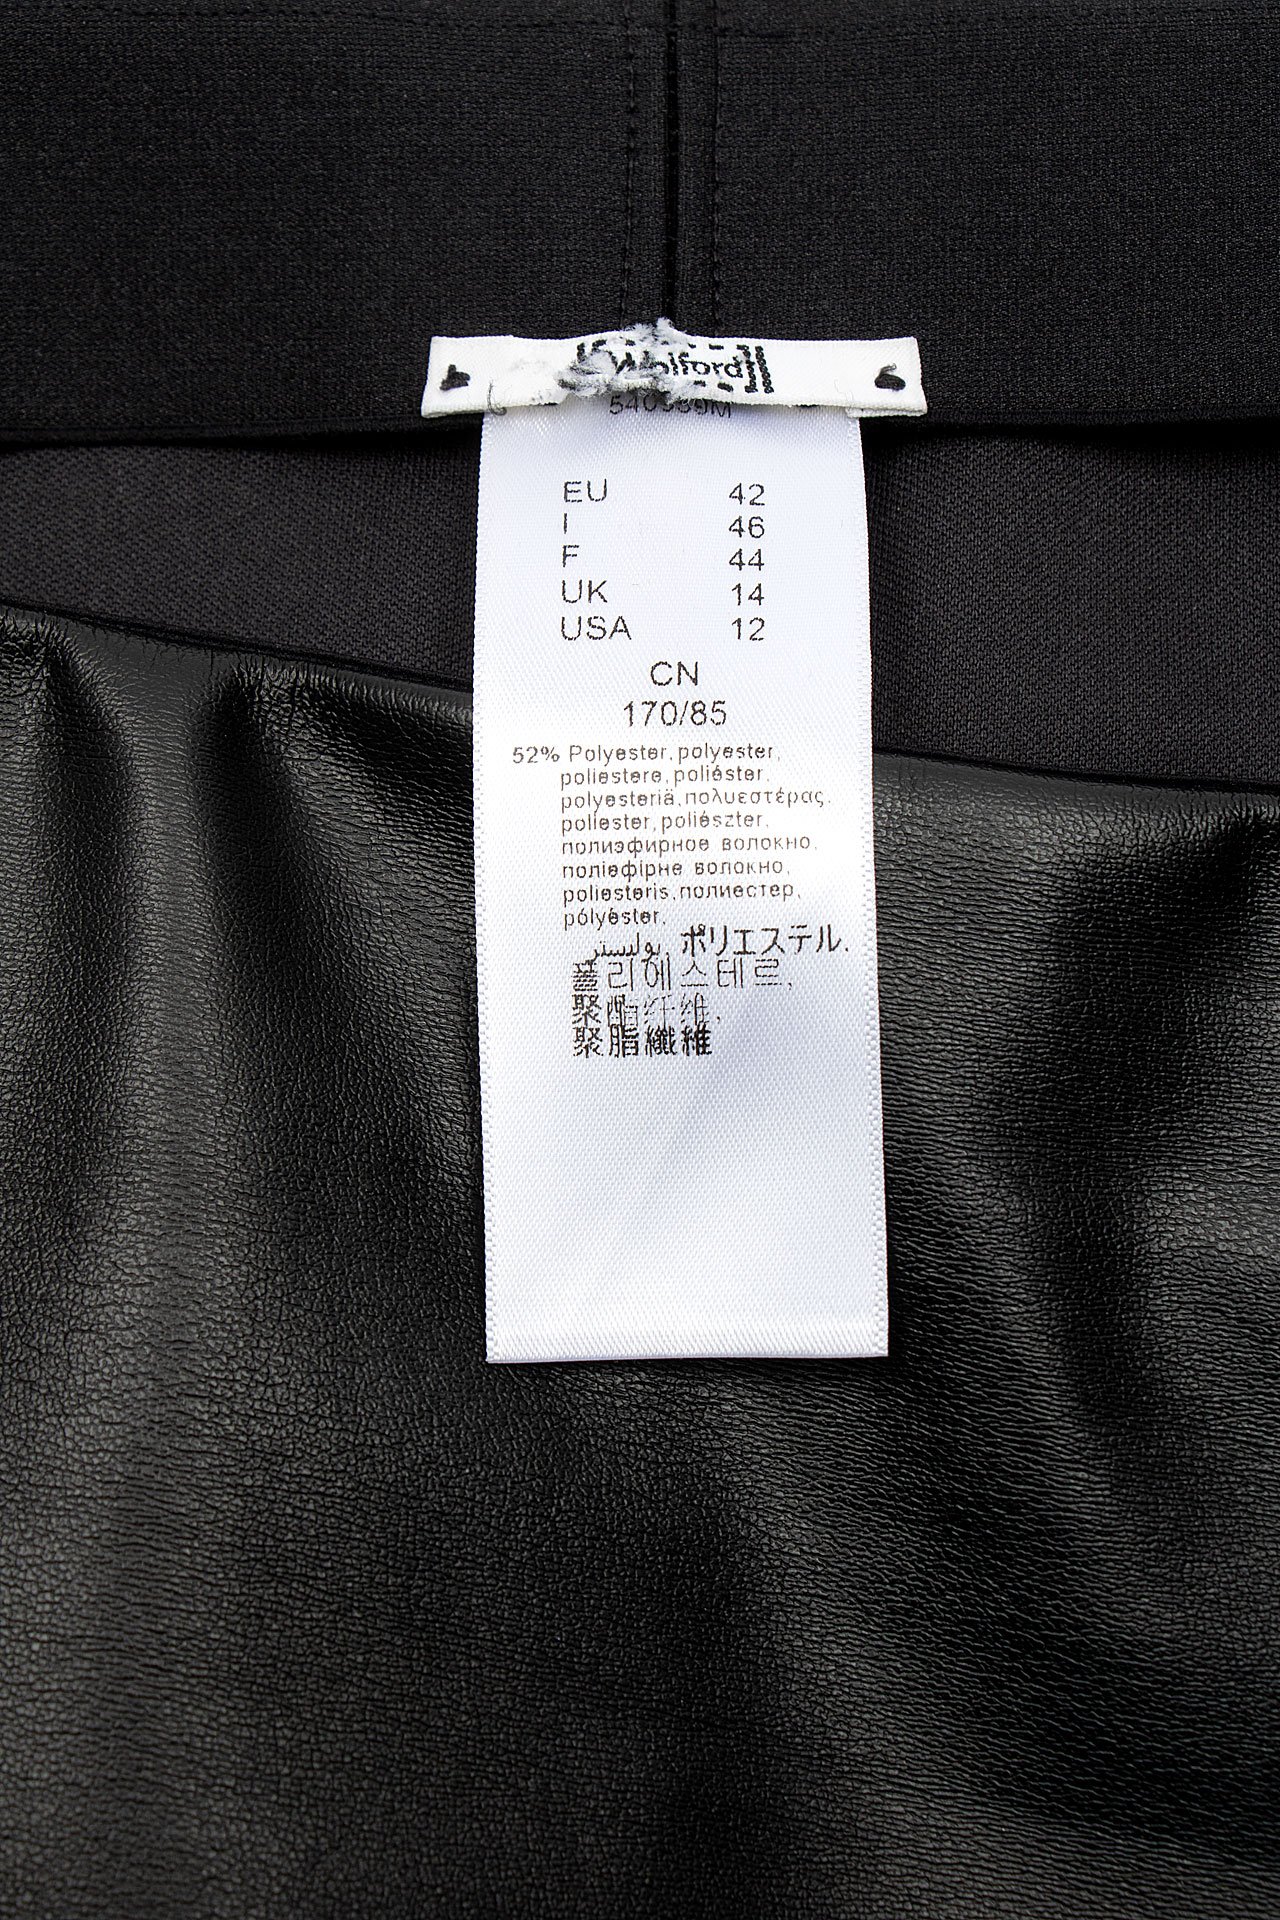 Wolford
EU 42
I 46
F 44
UK 14
USA 12
CN
170/85
52% Polyester, polyester,
poliestere, poliéster,
polyesteriä, πολυεστέρας,
poliester, poliészter,
полиэфирное волокно,
поліефірне волокно,
poliesteris, полиестер,
pólyéster,
بوليستر, ポリエステル,
폴리에스테르,
聚酯纤维,
聚脂纖維